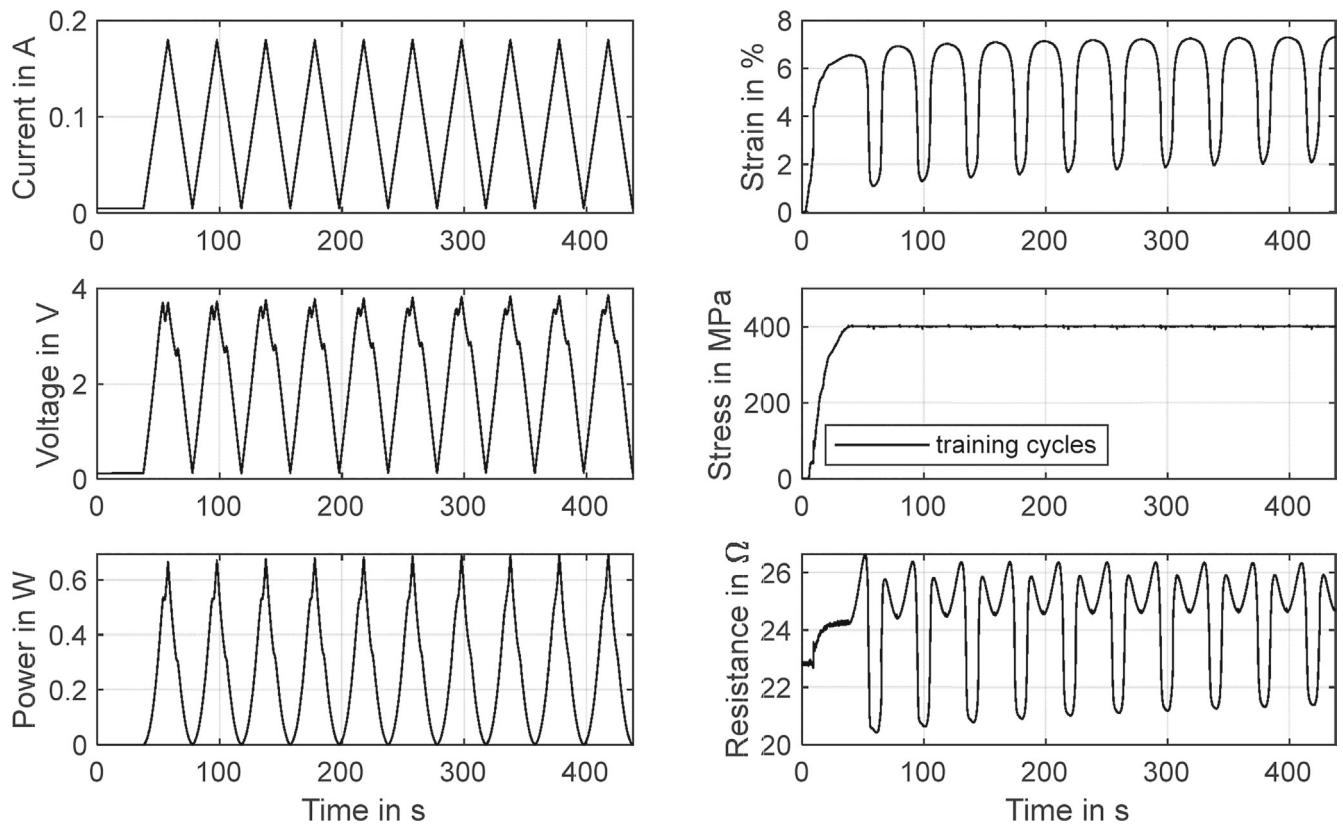 Current in A
0.2
0.1
0
0 100 200 300 400
Strain in %
8
6
4
2
0
0 100 200 300 400
Voltage in V
4
2
0
0 100 200 300 400
Stress in MPa
400
200
0
training cycles
0 100 200 300 400
Power in W
0.6
0.4
0.2
0
0 100 200 300 400
Time in s
Resistance in Ω
26
24
22
20
0 100 200 300 400
Time in s